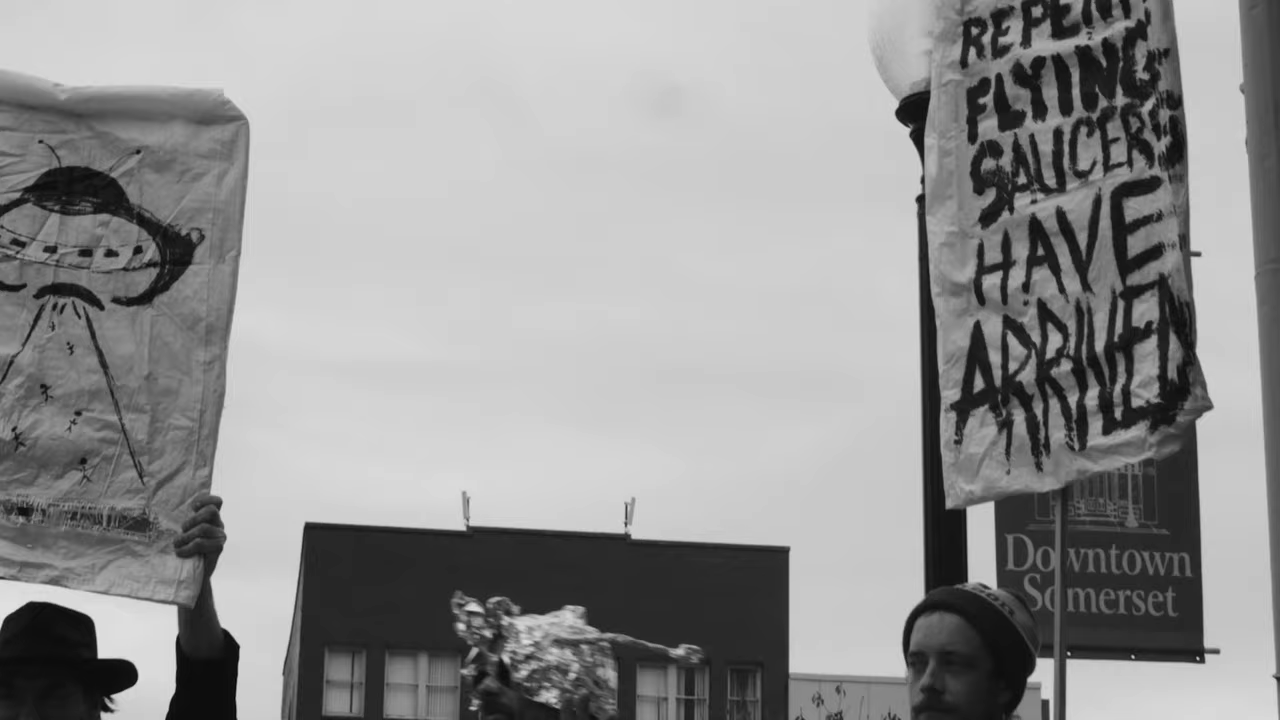 REPENT
FLYING
SAUCERS
HAVE
ARRIVED
Downtown
Somerset